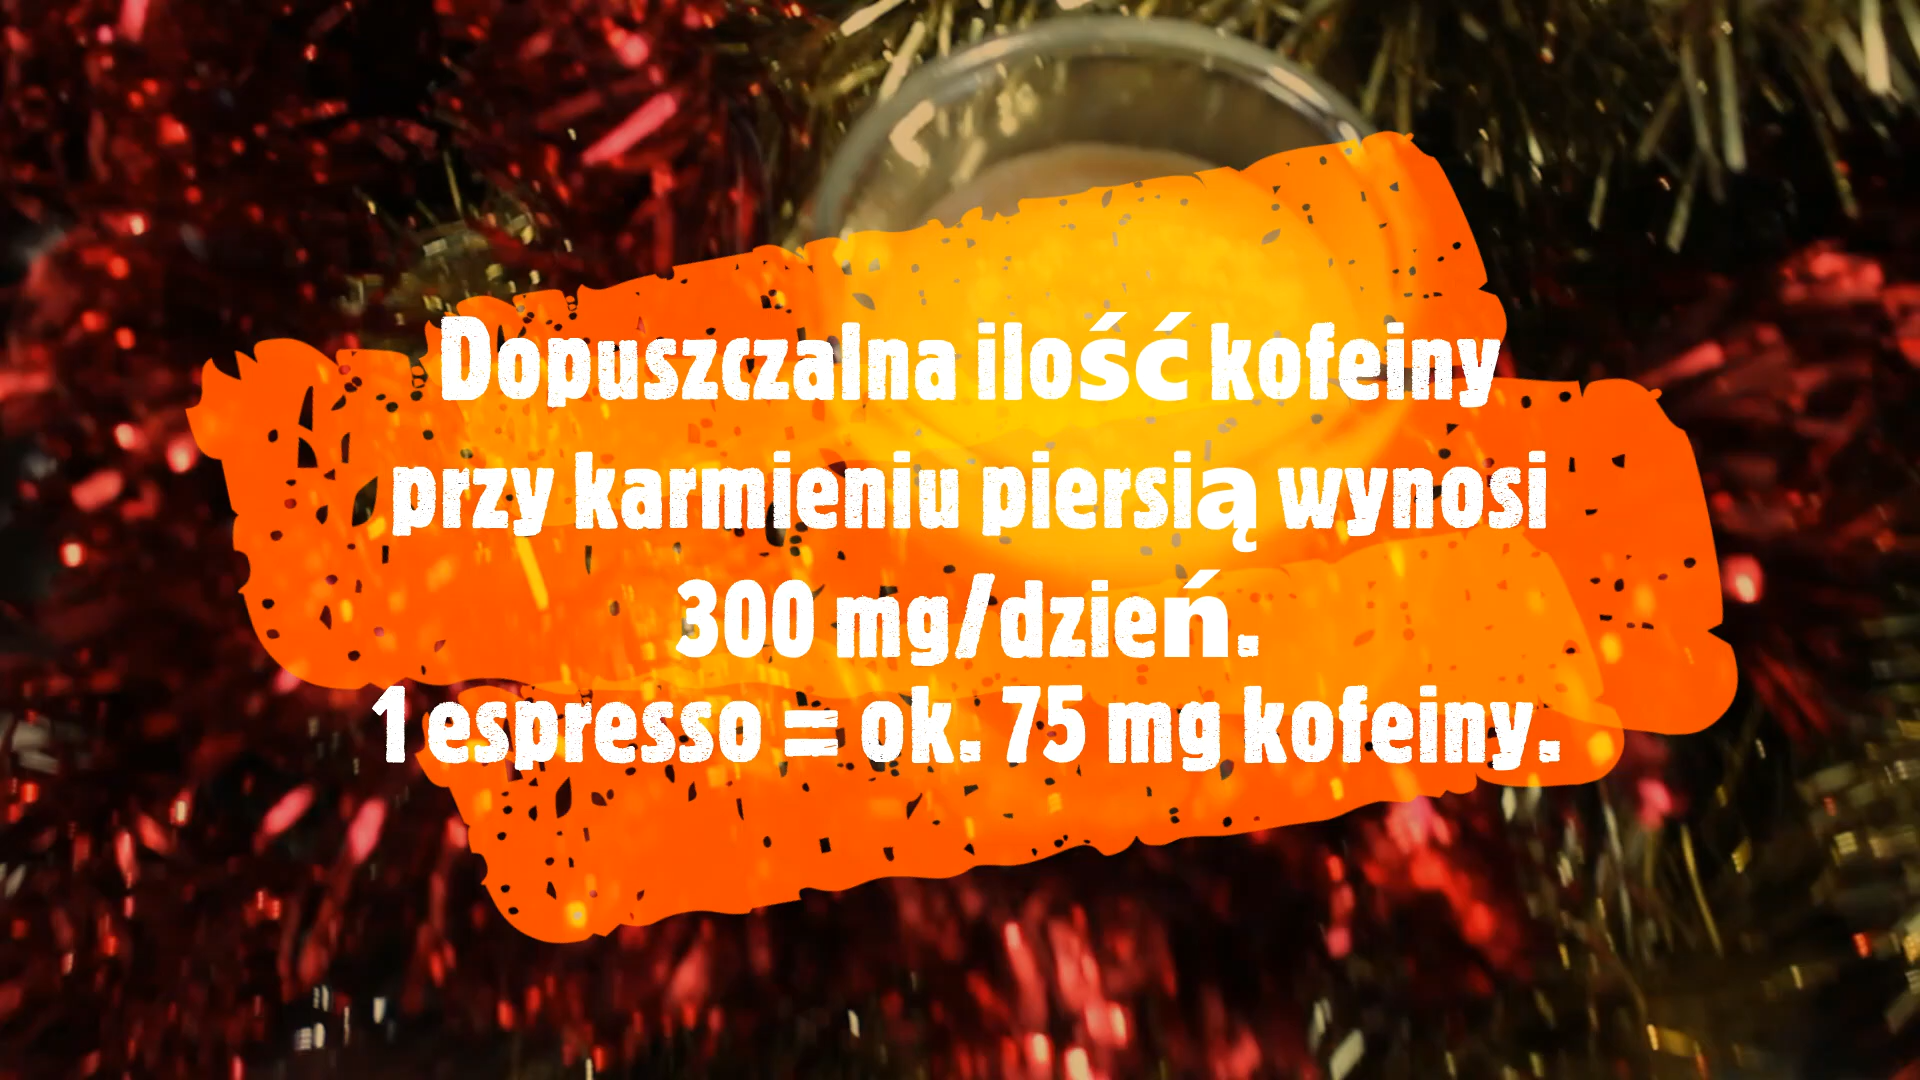 Dopuszczalna ilość kofeiny
przy karmieniu piersią wynosi
300 mg/dzień.
1 espresso = ok. 75 mg kofeiny.